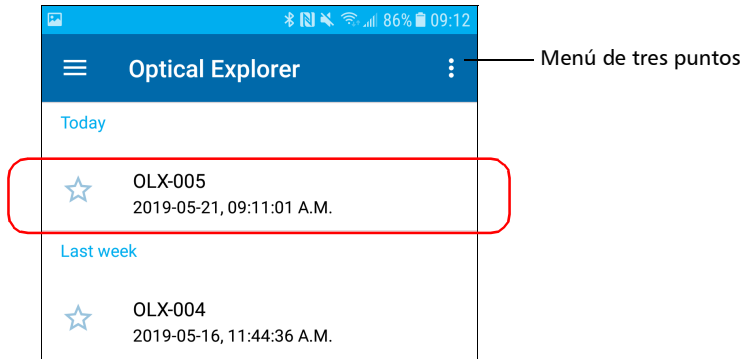 86% 09:12
Optical Explorer
Menú de tres puntos
Today
OLX-005
2019-05-21, 09:11:01 A.M.
Last week
OLX-004
2019-05-16, 11:44:36 A.M.